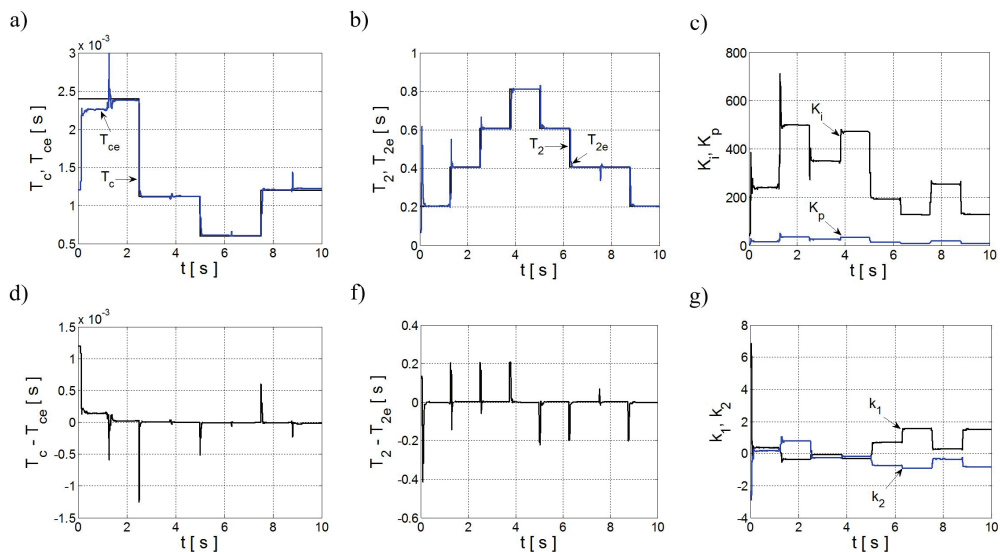 a)
x 10⁻³
3
2.5
2
1.5
1
0.5
T_c, T_ce [ s ]
T_ce
T_c
0
2
4
6
8
10
t [ s ]
b)
1
0.8
0.6
0.4
0.2
0
T_2, T_2e [ s ]
T_2
T_2e
0
2
4
6
8
10
t [ s ]
c)
800
600
400
200
0
K_i, K_p
K_i
K_p
0
2
4
6
8
10
t [ s ]
d)
x 10⁻³
1.5
1
0.5
0
-0.5
-1
-1.5
T_c - T_ce [ s ]
0
2
4
6
8
10
t [ s ]
f)
0.4
0.2
0
-0.2
-0.4
-0.6
T_2 - T_2e [ s ]
0
2
4
6
8
10
t [ s ]
g)
8
6
4
2
0
-2
-4
k_1, k_2
k_1
k_2
0
2
4
6
8
10
t [ s ]